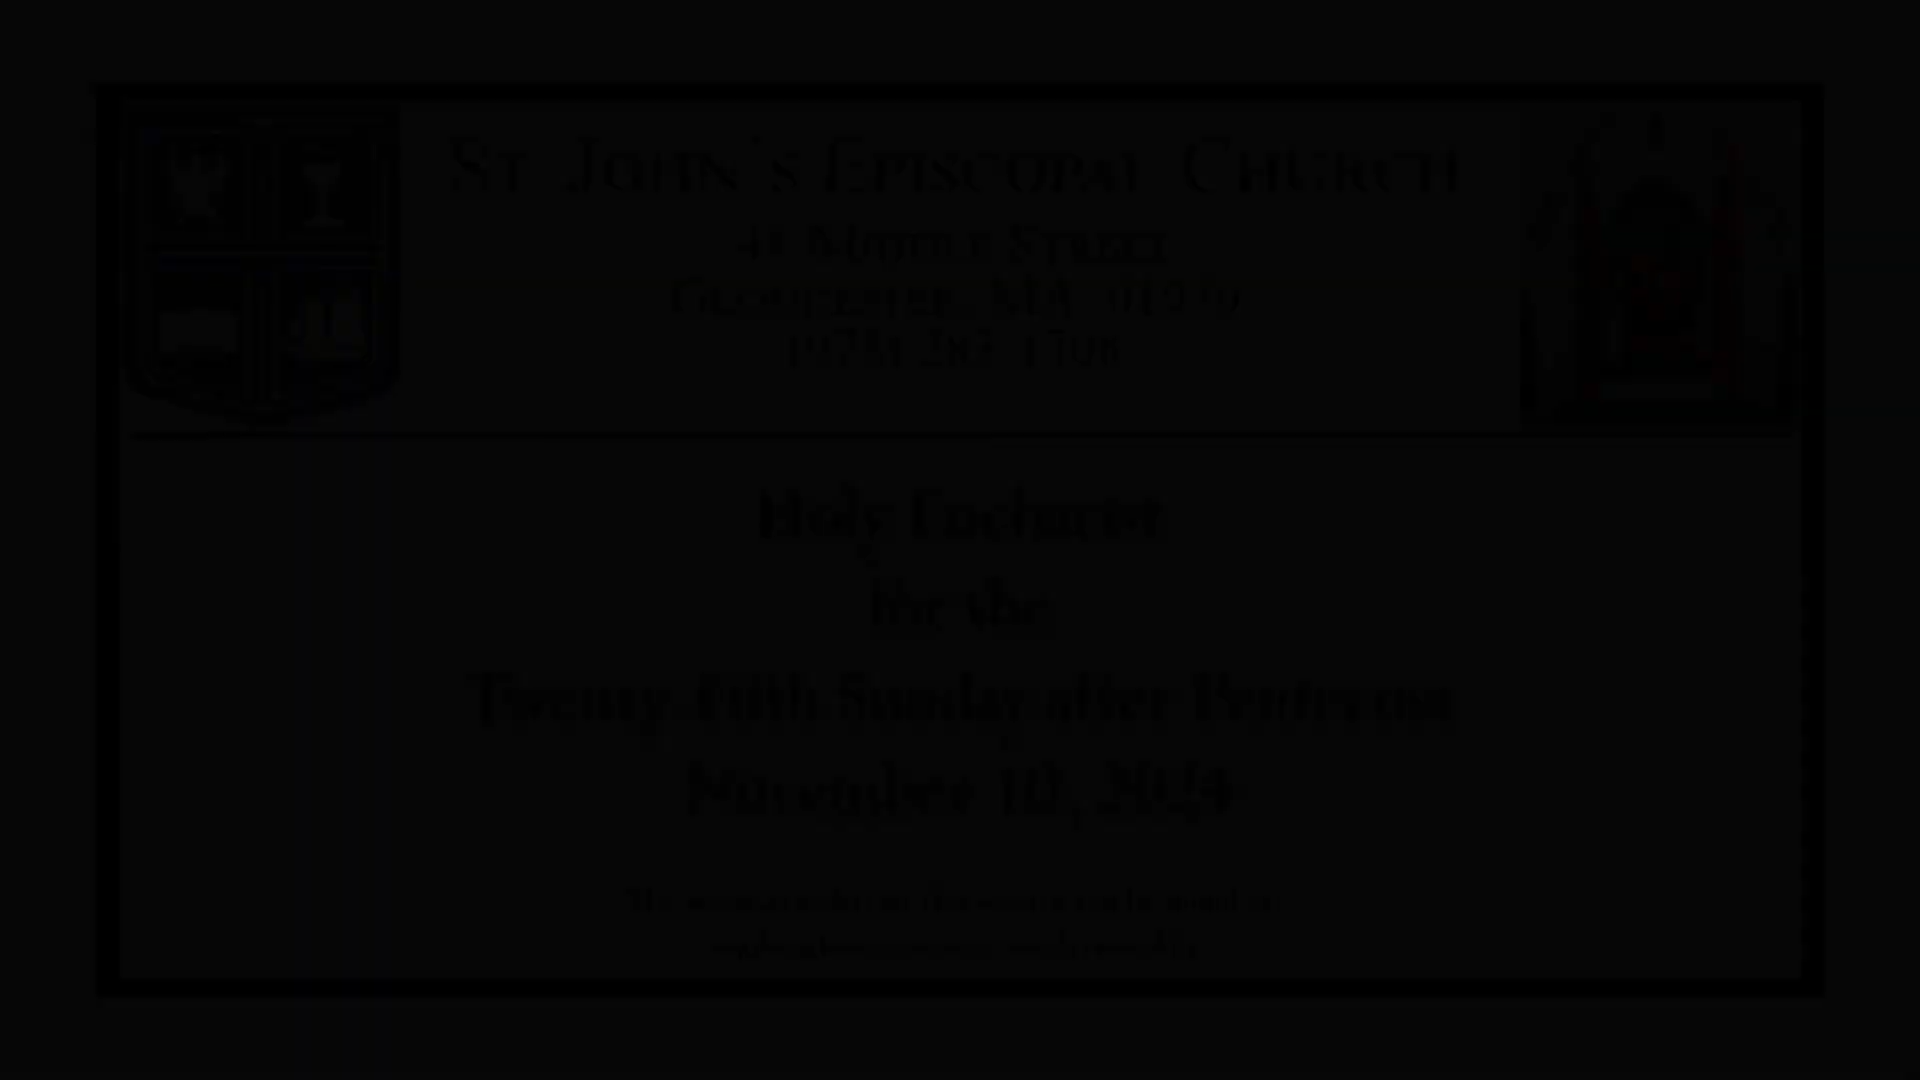 St. John's Episcopal Church
48 Middle Street
Gloucester, MA 01930
(978) 283-1708
Holy Eucharist
for the
Twenty-Fifth Sunday after Pentecost
November 10, 2024